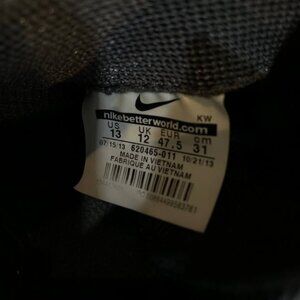 nikebetterworld.com
KW
US UK EUR cm
13 12 47.5 31
07/15/13 620465-011 10/21/13
MADE IN VIETNAM
FABRIQUE AU VIETNAM